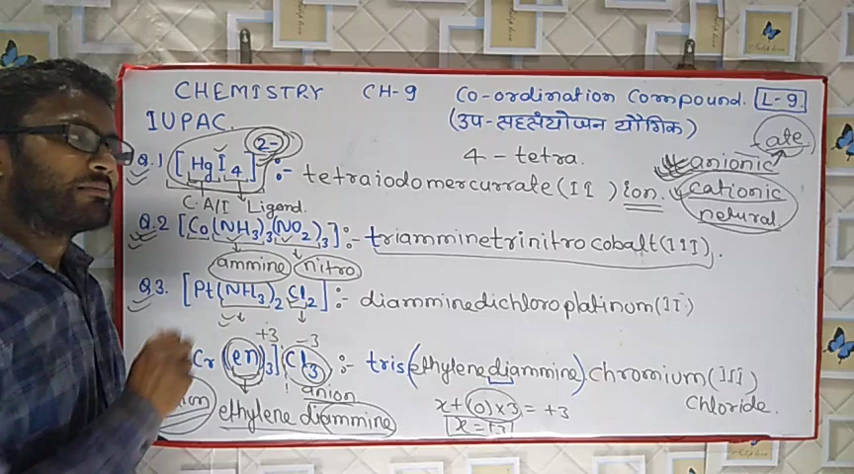 CHEMISTRY CH-9 Co-ordination Compound. L-9.
IUPAC. (उप-सहसंयोजन यौगिक)
4 - tetra. -ate
Q.1 [HgI4]2- :- tetraiodomercurrate(II) ion. anionic
C.A/I Ligand. cationic
netural
Q.2 [Co(NH3)3(NO2)3]:- triamminetrinitrocobalt(III).
ammine nitro
Q3. [Pt(NH3)2Cl2]:- diamminedichloroplatinum(II)
+3 -3
Cr(en)3]Cl3 :- tris(ethylenediammine).chromium(III)
anion chloride.
ethylene diammine x+(0)×3 = +3
x=+3